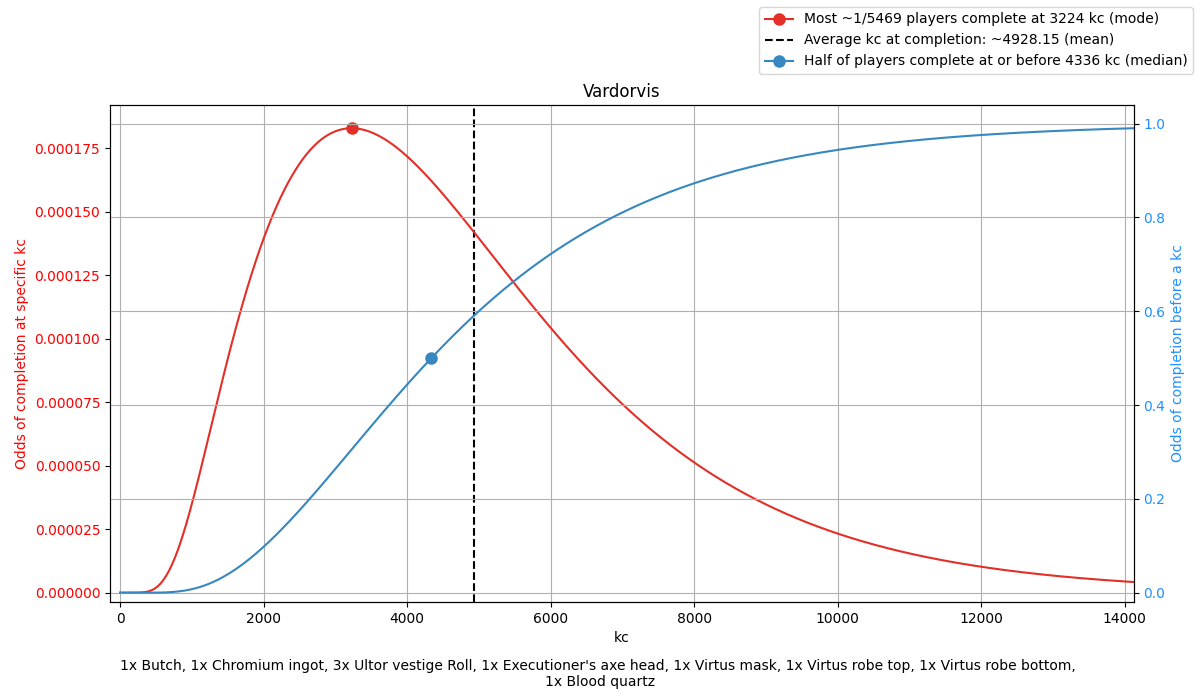 Most ~1/5469 players complete at 3224 kc (mode)
Average kc at completion: ~4928.15 (mean)
Half of players complete at or before 4336 kc (median)
Vardorvis
0.000175
0.000150
0.000125
0.000100
0.000075
0.000050
0.000025
0.000000
Odds of completion at specific kc
1.0
0.8
0.6
0.4
0.2
0.0
Odds of completion before a kc
0 2000 4000 6000 8000 10000 12000 14000
kc
1x Butch, 1x Chromium ingot, 3x Ultor vestige Roll, 1x Executioner's axe head, 1x Virtus mask, 1x Virtus robe top, 1x Virtus robe bottom,
1x Blood quartz